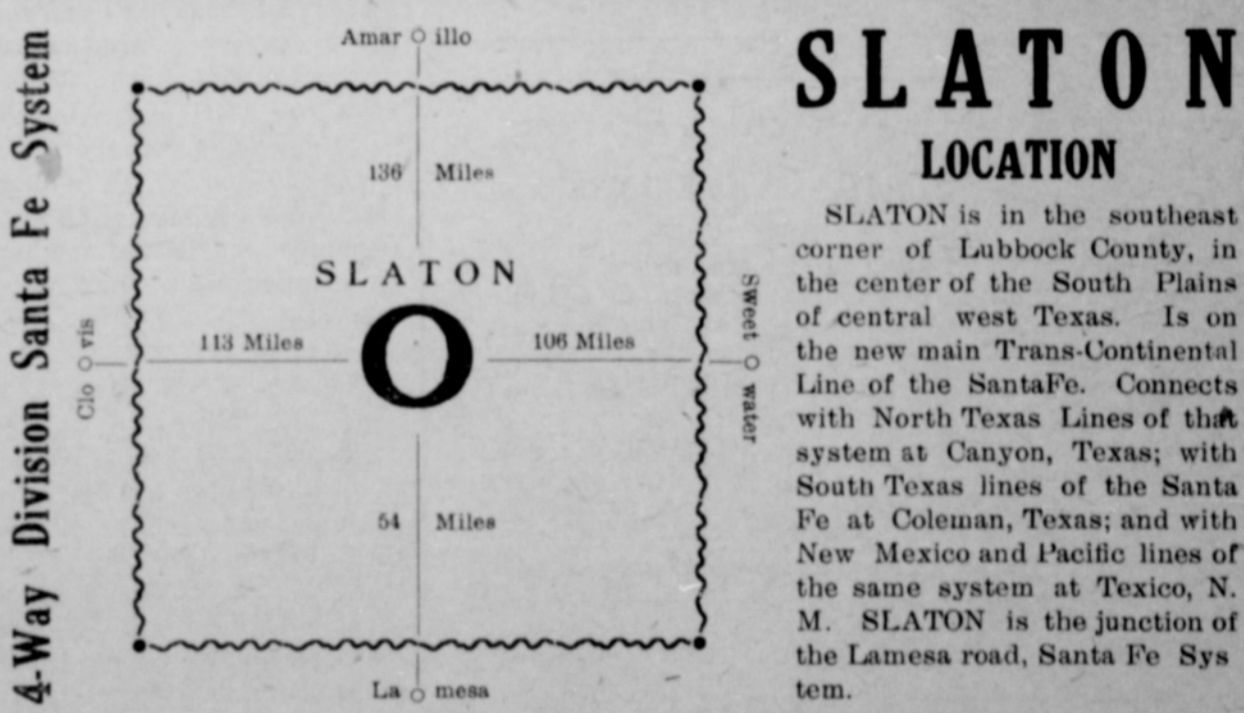 4-Way Division Santa Fe System
Amar O illo
136 Miles
SLATON
Clo O vis
113 Miles
O
106 Miles
Sweet O water
54 Miles
La O mesa
SLATON
LOCATION
SLATON is in the southeast
corner of Lubbock County, in
the center of the South Plains
of central west Texas. Is on
the new main Trans-Continental
Line of the SantaFe. Connects
with North Texas Lines of that
system at Canyon, Texas; with
South Texas lines of the Santa
Fe at Coleman, Texas; and with
New Mexico and Pacific lines of
the same system at Texico, N.
M. SLATON is the junction of
the Lamesa road, Santa Fe Sys
tem.